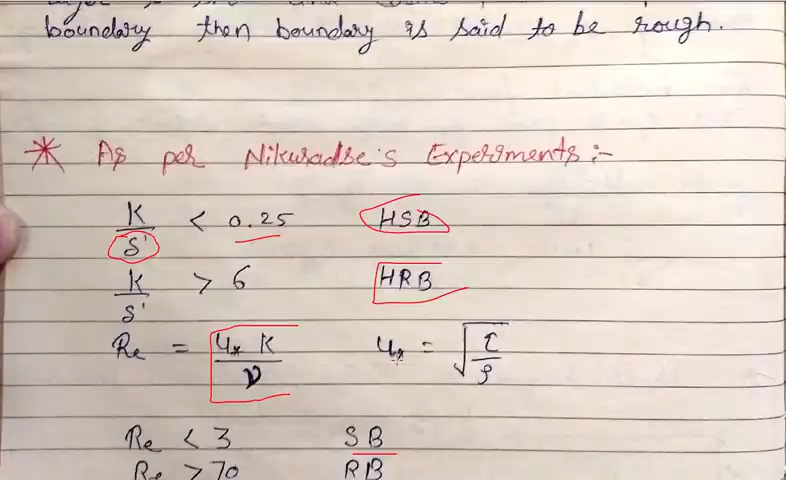 boundary then boundary is said to be rough.
* As per Nikuradse's Experiments :-
K/δ' < 0.25 HSB
K/δ' > 6 HRB
Re = u* K / ν u* = √(τ/ρ)
Re < 3 SB
Re > 70 RB